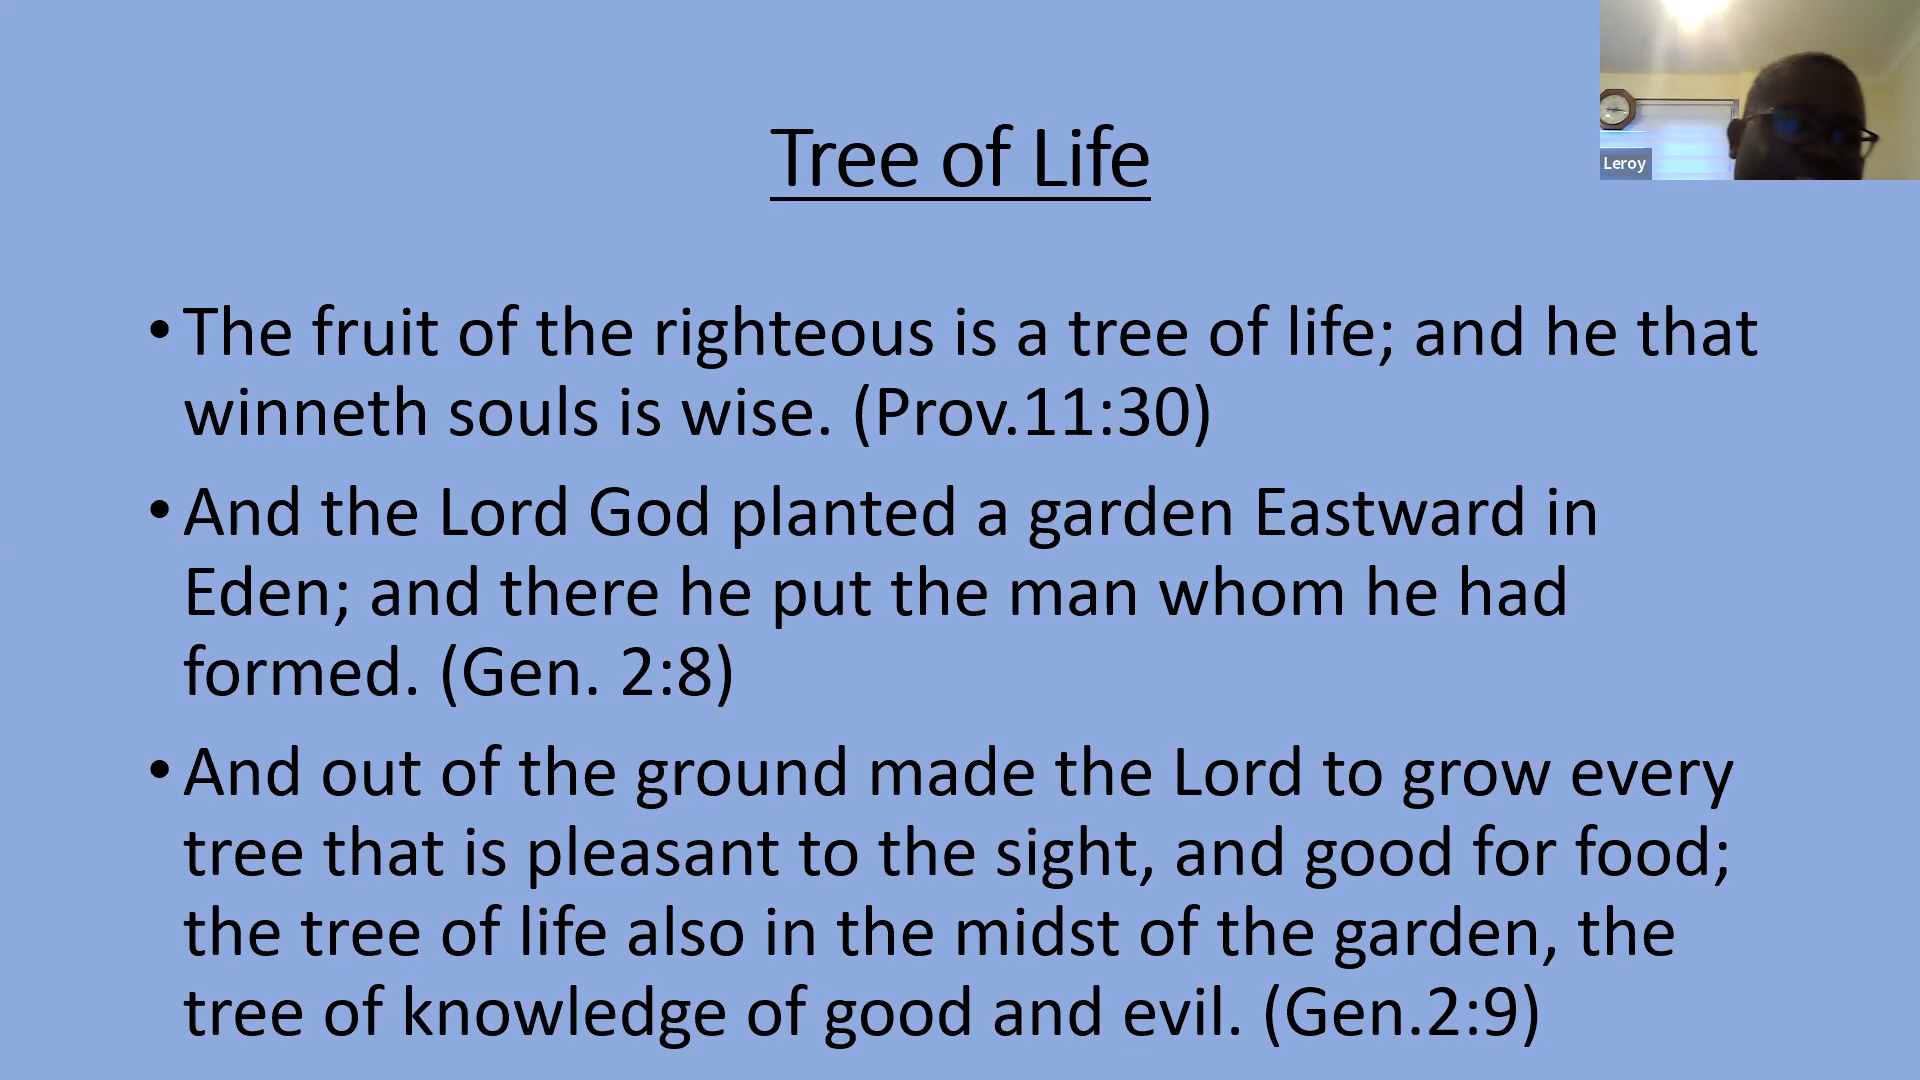 Tree of Life
Leroy
• The fruit of the righteous is a tree of life; and he that
winneth souls is wise. (Prov.11:30)
• And the Lord God planted a garden Eastward in
Eden; and there he put the man whom he had
formed. (Gen. 2:8)
• And out of the ground made the Lord to grow every
tree that is pleasant to the sight, and good for food;
the tree of life also in the midst of the garden, the
tree of knowledge of good and evil. (Gen.2:9)